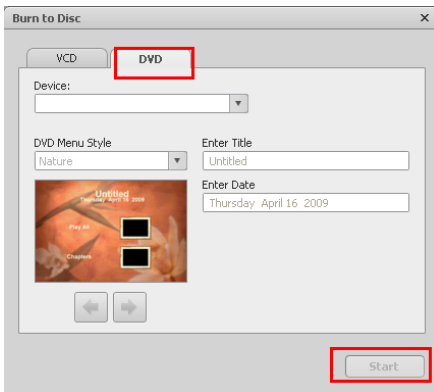 Burn to Disc
VCD
DVD
Device:
DVD Menu Style
Enter Title
Nature
Untitled
Enter Date
Thursday April 16 2009
Untitled
Thursday April 16 2009
Play All
Chapters
Start